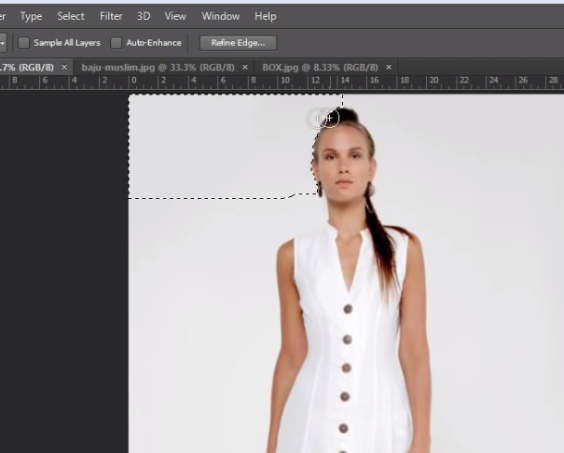 Type Select Filter 3D View Window Help
Sample All Layers Auto-Enhance Refine Edge...
.7% (RGB/8) × baju-muslim.jpg @ 33.3% (RGB/8) × BOX.jpg @ 8.33% (RGB/8) ×
8 6 4 2 0 2 4 6 8 10 12 14 16 18 20 22 24 26 28